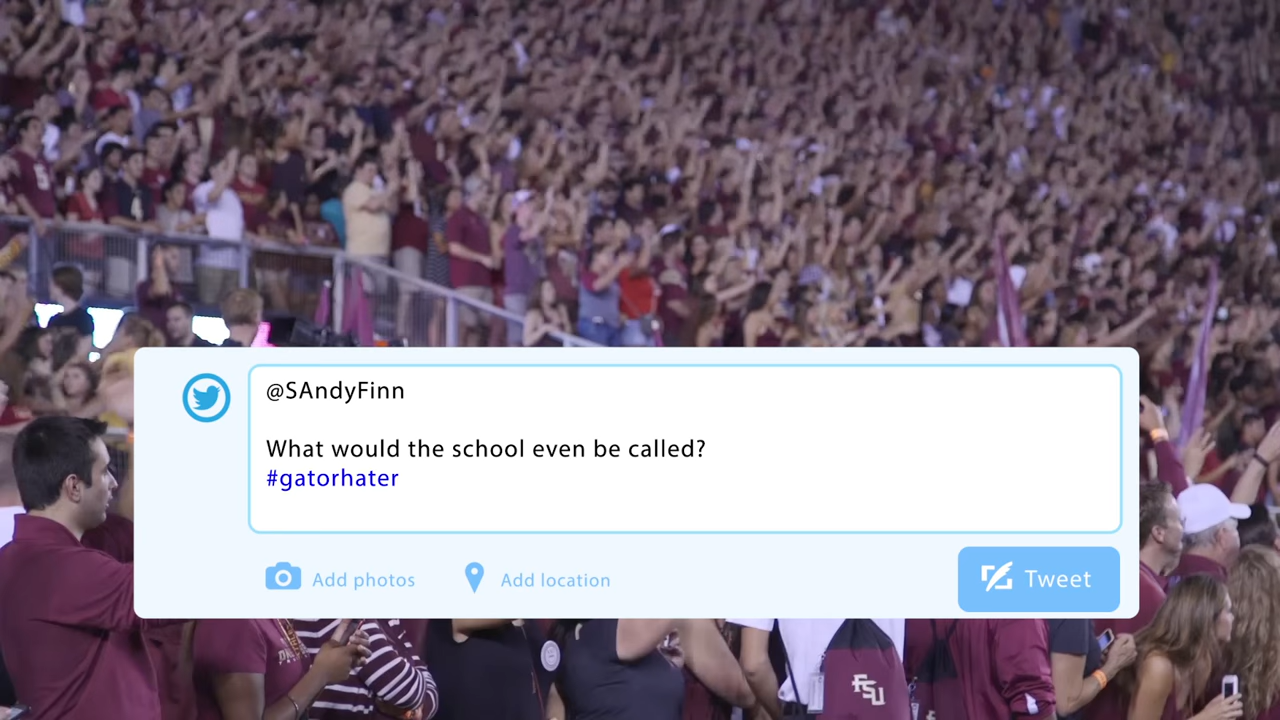 @SAndyFinn
What would the school even be called?
#gatorhater
Add photos
Add location
Tweet
FSU